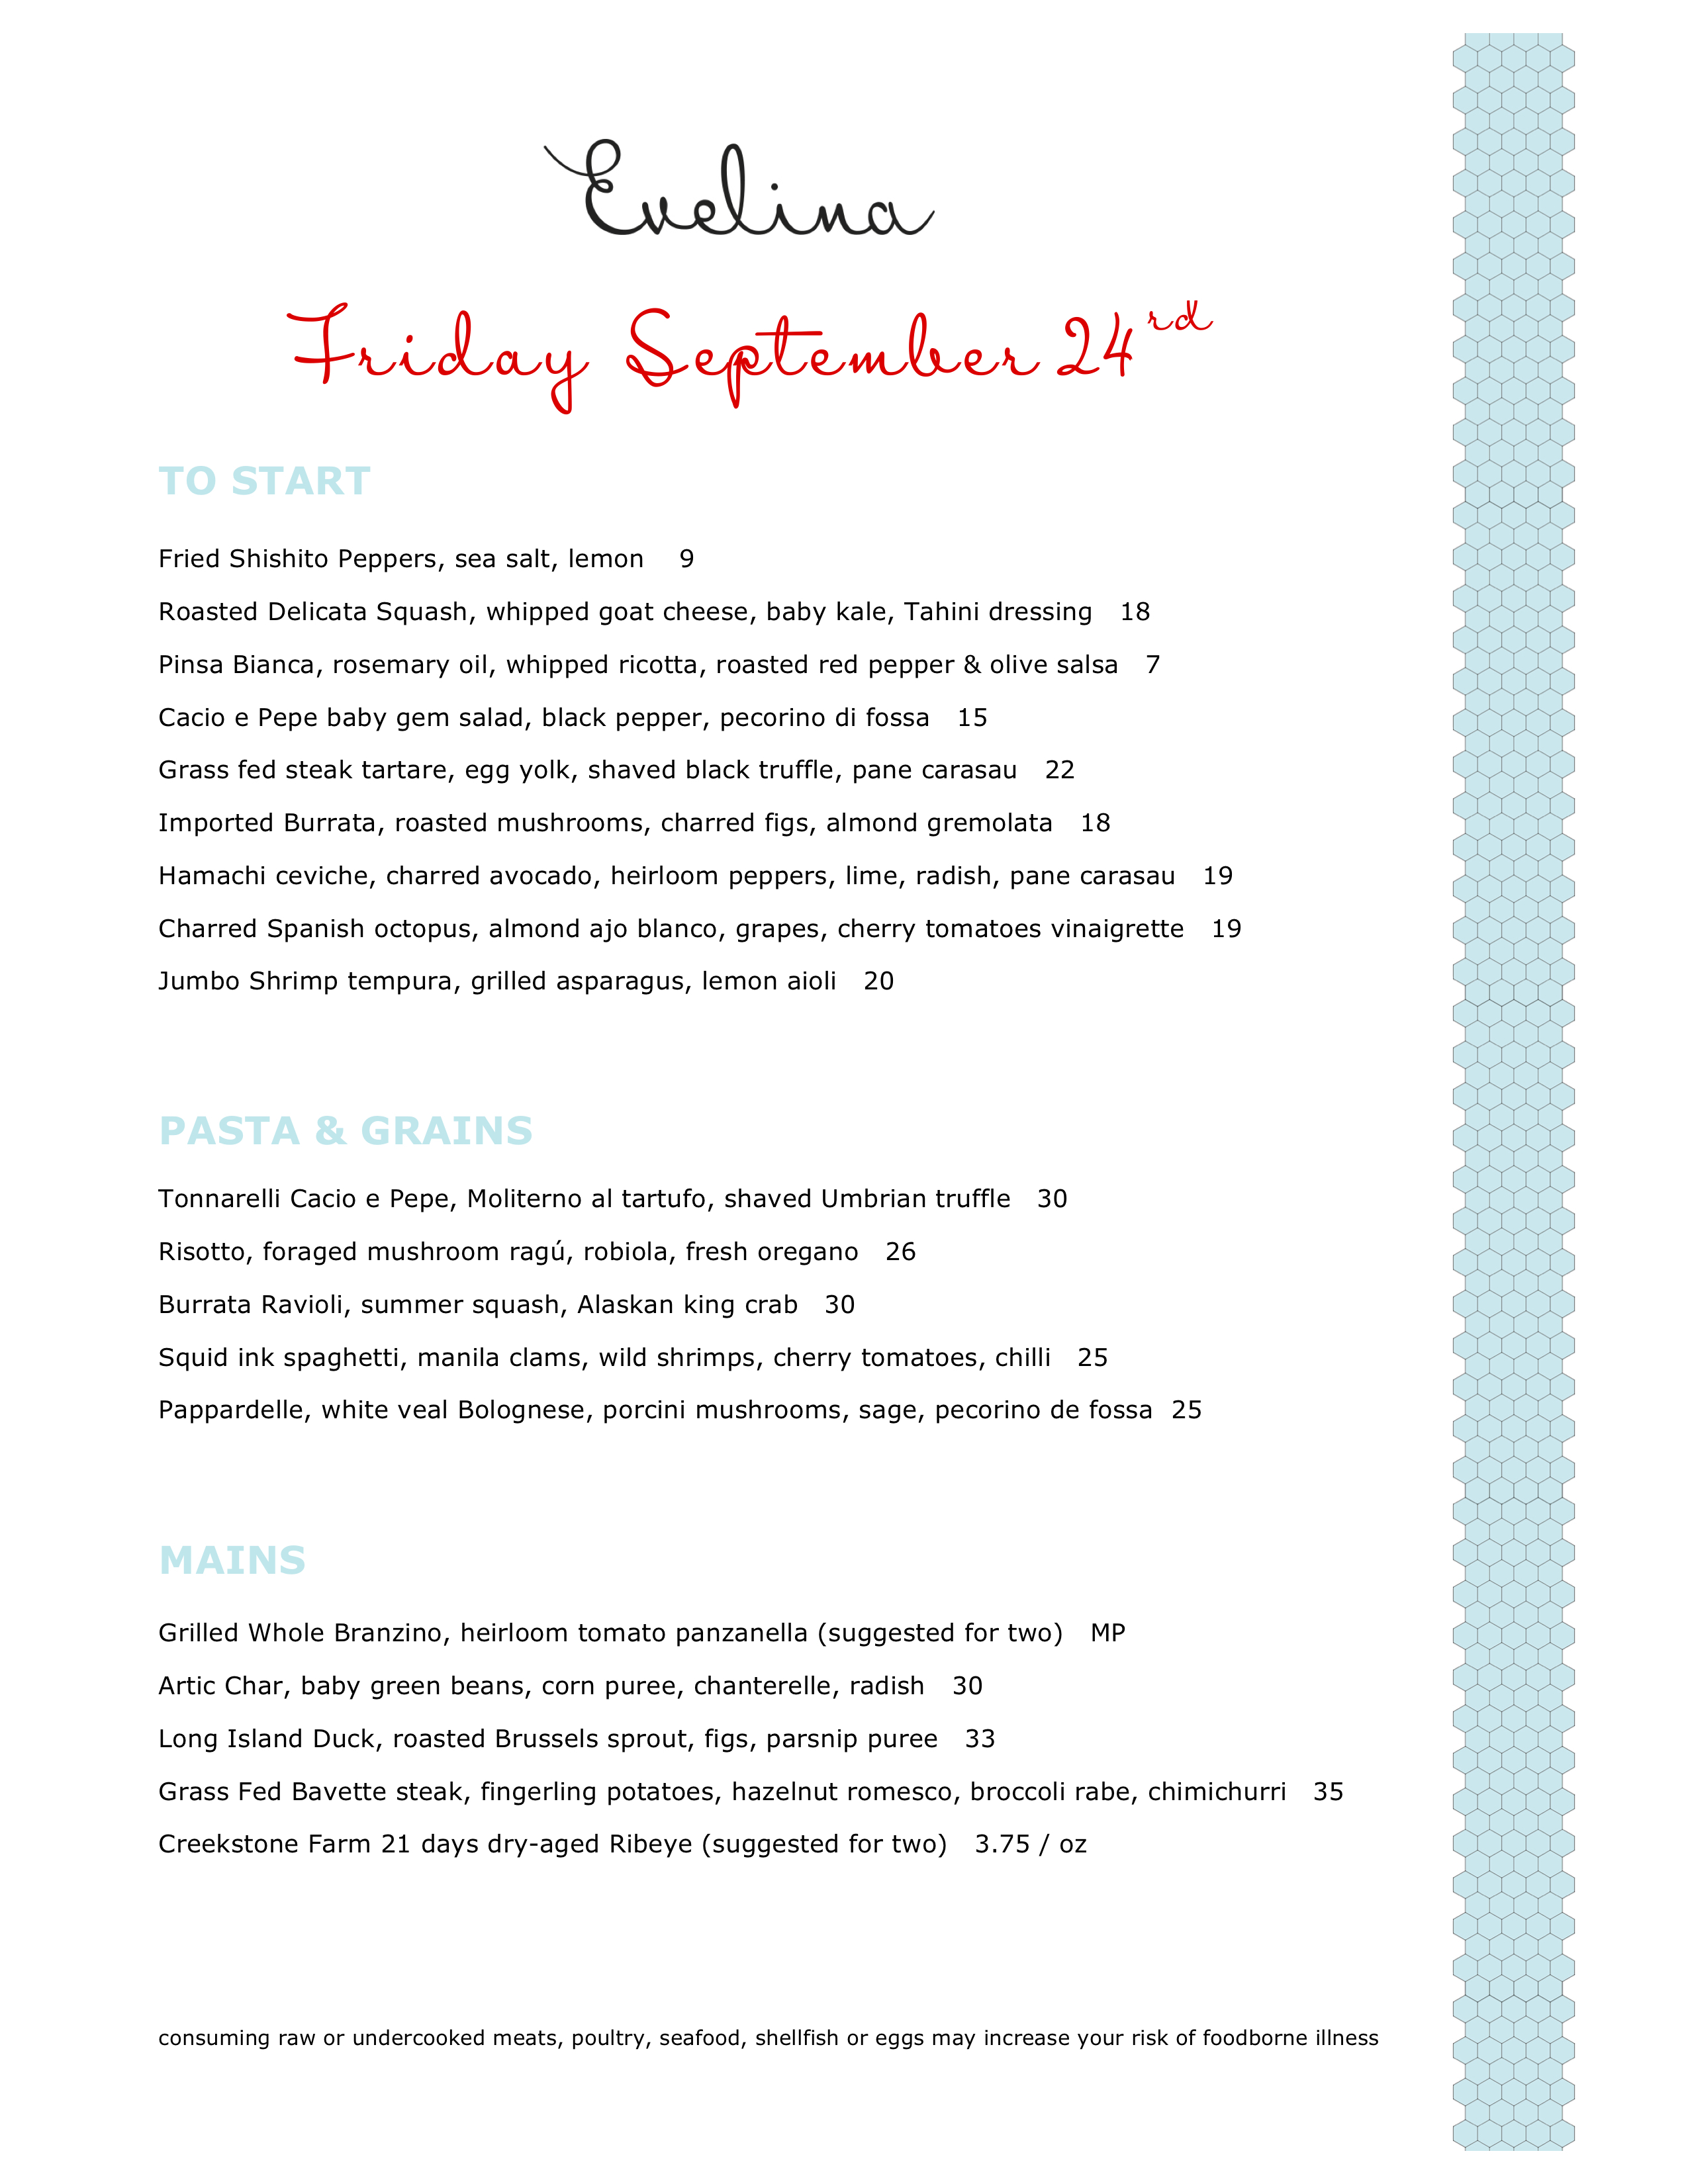 Evelina
Friday September 24rd
TO START
Fried Shishito Peppers, sea salt, lemon 9
Roasted Delicata Squash, whipped goat cheese, baby kale, Tahini dressing 18
Pinsa Bianca, rosemary oil, whipped ricotta, roasted red pepper & olive salsa 7
Cacio e Pepe baby gem salad, black pepper, pecorino di fossa 15
Grass fed steak tartare, egg yolk, shaved black truffle, pane carasau 22
Imported Burrata, roasted mushrooms, charred figs, almond gremolata 18
Hamachi ceviche, charred avocado, heirloom peppers, lime, radish, pane carasau 19
Charred Spanish octopus, almond ajo blanco, grapes, cherry tomatoes vinaigrette 19
Jumbo Shrimp tempura, grilled asparagus, lemon aioli 20
PASTA & GRAINS
Tonnarelli Cacio e Pepe, Moliterno al tartufo, shaved Umbrian truffle 30
Risotto, foraged mushroom ragú, robiola, fresh oregano 26
Burrata Ravioli, summer squash, Alaskan king crab 30
Squid ink spaghetti, manila clams, wild shrimps, cherry tomatoes, chilli 25
Pappardelle, white veal Bolognese, porcini mushrooms, sage, pecorino de fossa 25
MAINS
Grilled Whole Branzino, heirloom tomato panzanella (suggested for two) MP
Artic Char, baby green beans, corn puree, chanterelle, radish 30
Long Island Duck, roasted Brussels sprout, figs, parsnip puree 33
Grass Fed Bavette steak, fingerling potatoes, hazelnut romesco, broccoli rabe, chimichurri 35
Creekstone Farm 21 days dry-aged Ribeye (suggested for two) 3.75 / oz
consuming raw or undercooked meats, poultry, seafood, shellfish or eggs may increase your risk of foodborne illness